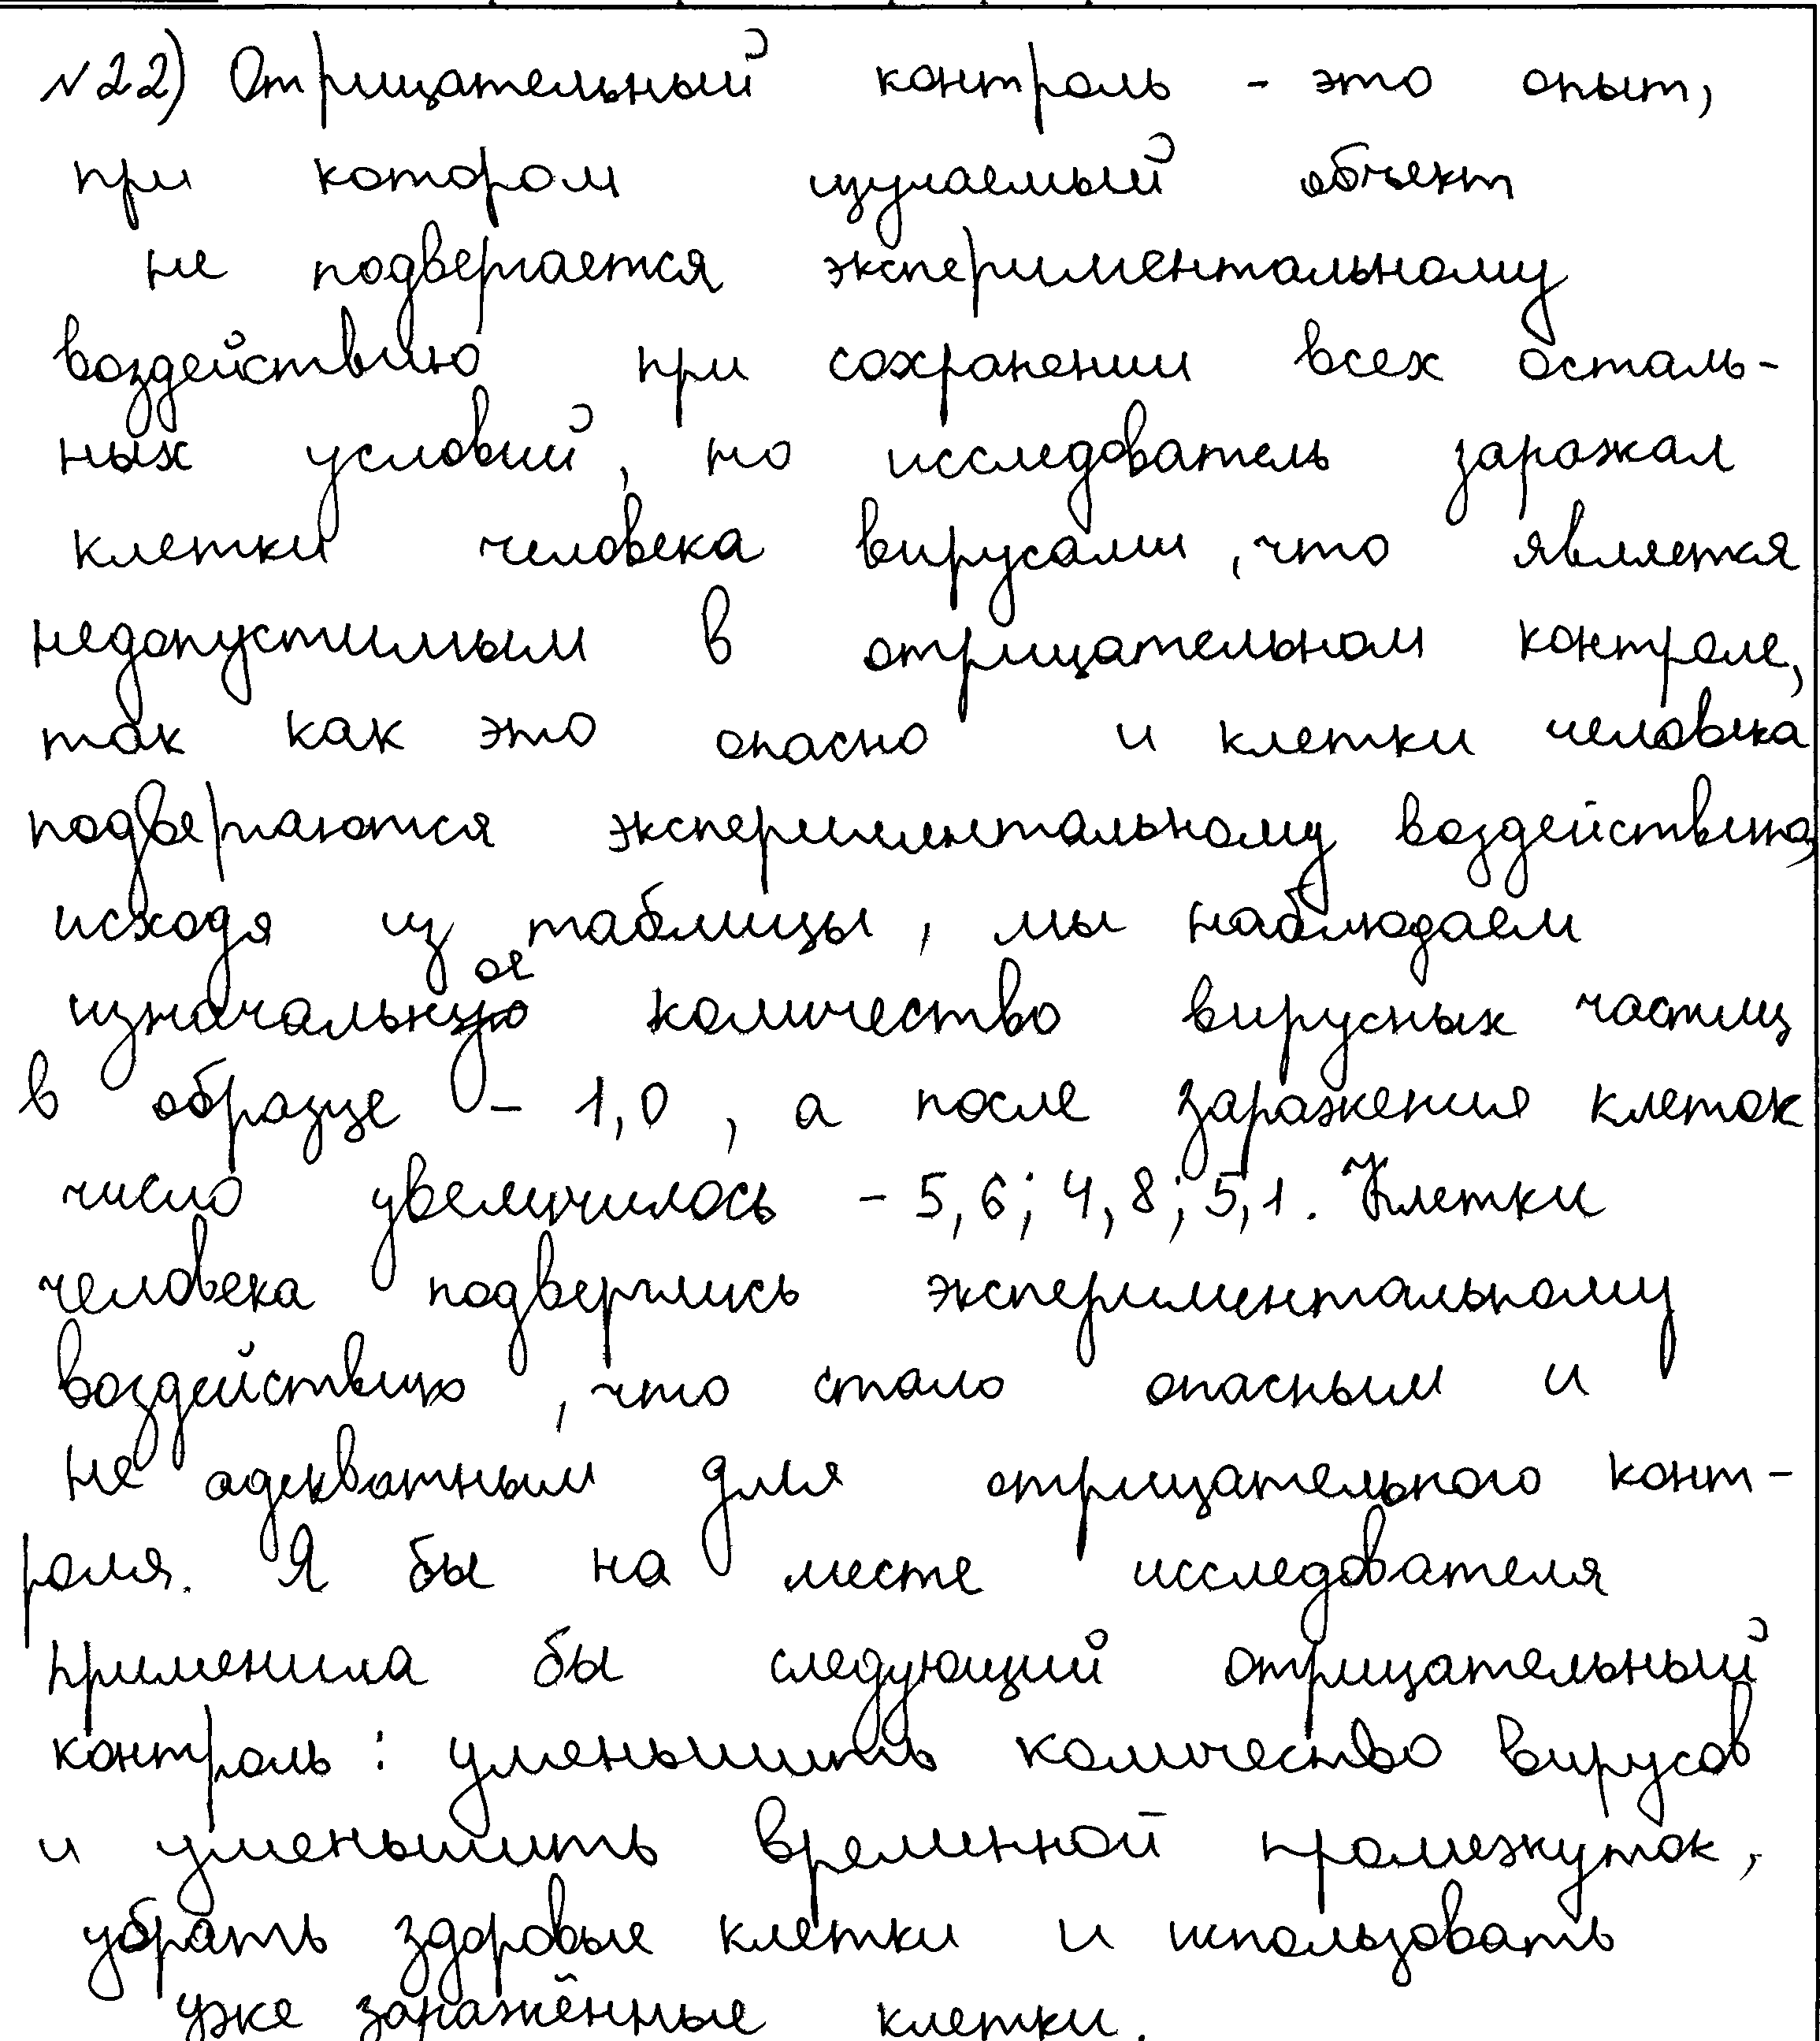 №22) Отрицательный контроль - это опыт,
при котором изучаемый объект
не подвергается экспериментальному
воздействию при сохранении всех осталь-
ных условий, но исследователь заражал
клетки человека вирусами, что является
недопустимым в отрицательном контроле,
так как это опасно и клетки человека
подвергаются экспериментальному воздействию,
исходя из таблицы, мы наблюдаем
изначальное количество вирусных частиц
в образце - 1,0, а после заражения клеток
число увеличилось - 5,6; 4,8; 5,1. Клетки
человека подверглись экспериментальному
воздействию, что стало опасным и
не адекватным для отрицательного конт-
роля. Я бы на месте исследователя
применила бы следующий отрицательный
контроль: уменьшить количество вирусов
и уменьшить временной промежуток,
убрать здоровые клетки и использовать
уже заражённые клетки.